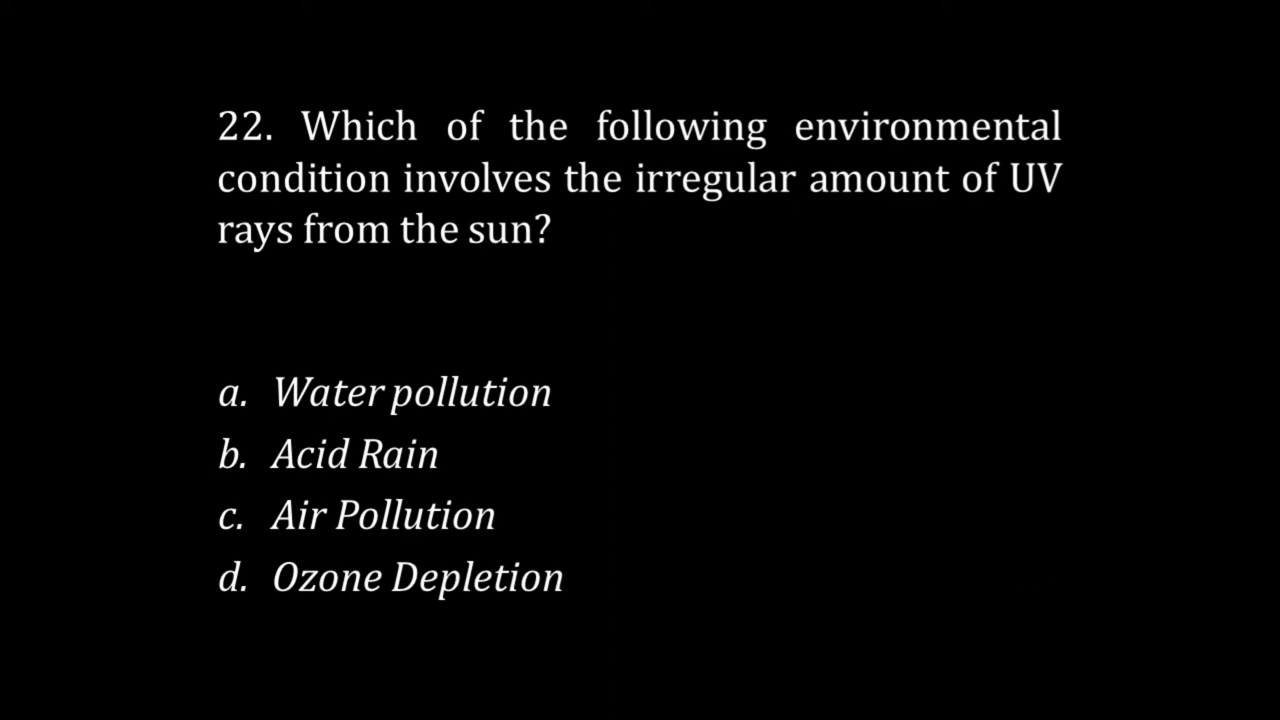 22. Which of the following environmental
condition involves the irregular amount of UV
rays from the sun?
a. Water pollution
b. Acid Rain
c. Air Pollution
d. Ozone Depletion